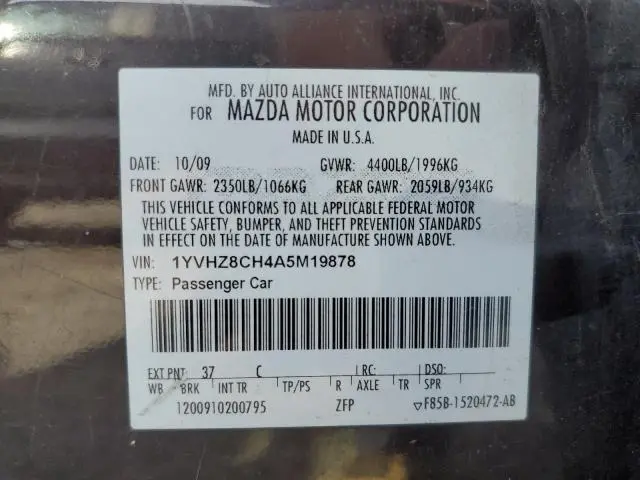 MFD. BY AUTO ALLIANCE INTERNATIONAL, INC.
FOR MAZDA MOTOR CORPORATION
MADE IN U.S.A.
DATE: 10/09 GVWR: 4400LB/1996KG
FRONT GAWR: 2350LB/1066KG REAR GAWR: 2059LB/934KG
THIS VEHICLE CONFORMS TO ALL APPLICABLE FEDERAL MOTOR
VEHICLE SAFETY, BUMPER, AND THEFT PREVENTION STANDARDS
IN EFFECT ON THE DATE OF MANUFACTURE SHOWN ABOVE.
VIN: 1YVHZ8CH4A5M19878
TYPE: Passenger Car
EXT PNT: 37 C RC: DSO:
WB BRK INT TR TP/PS R AXLE TR SPR
1200910200795 ZFP F85B-1520472-AB